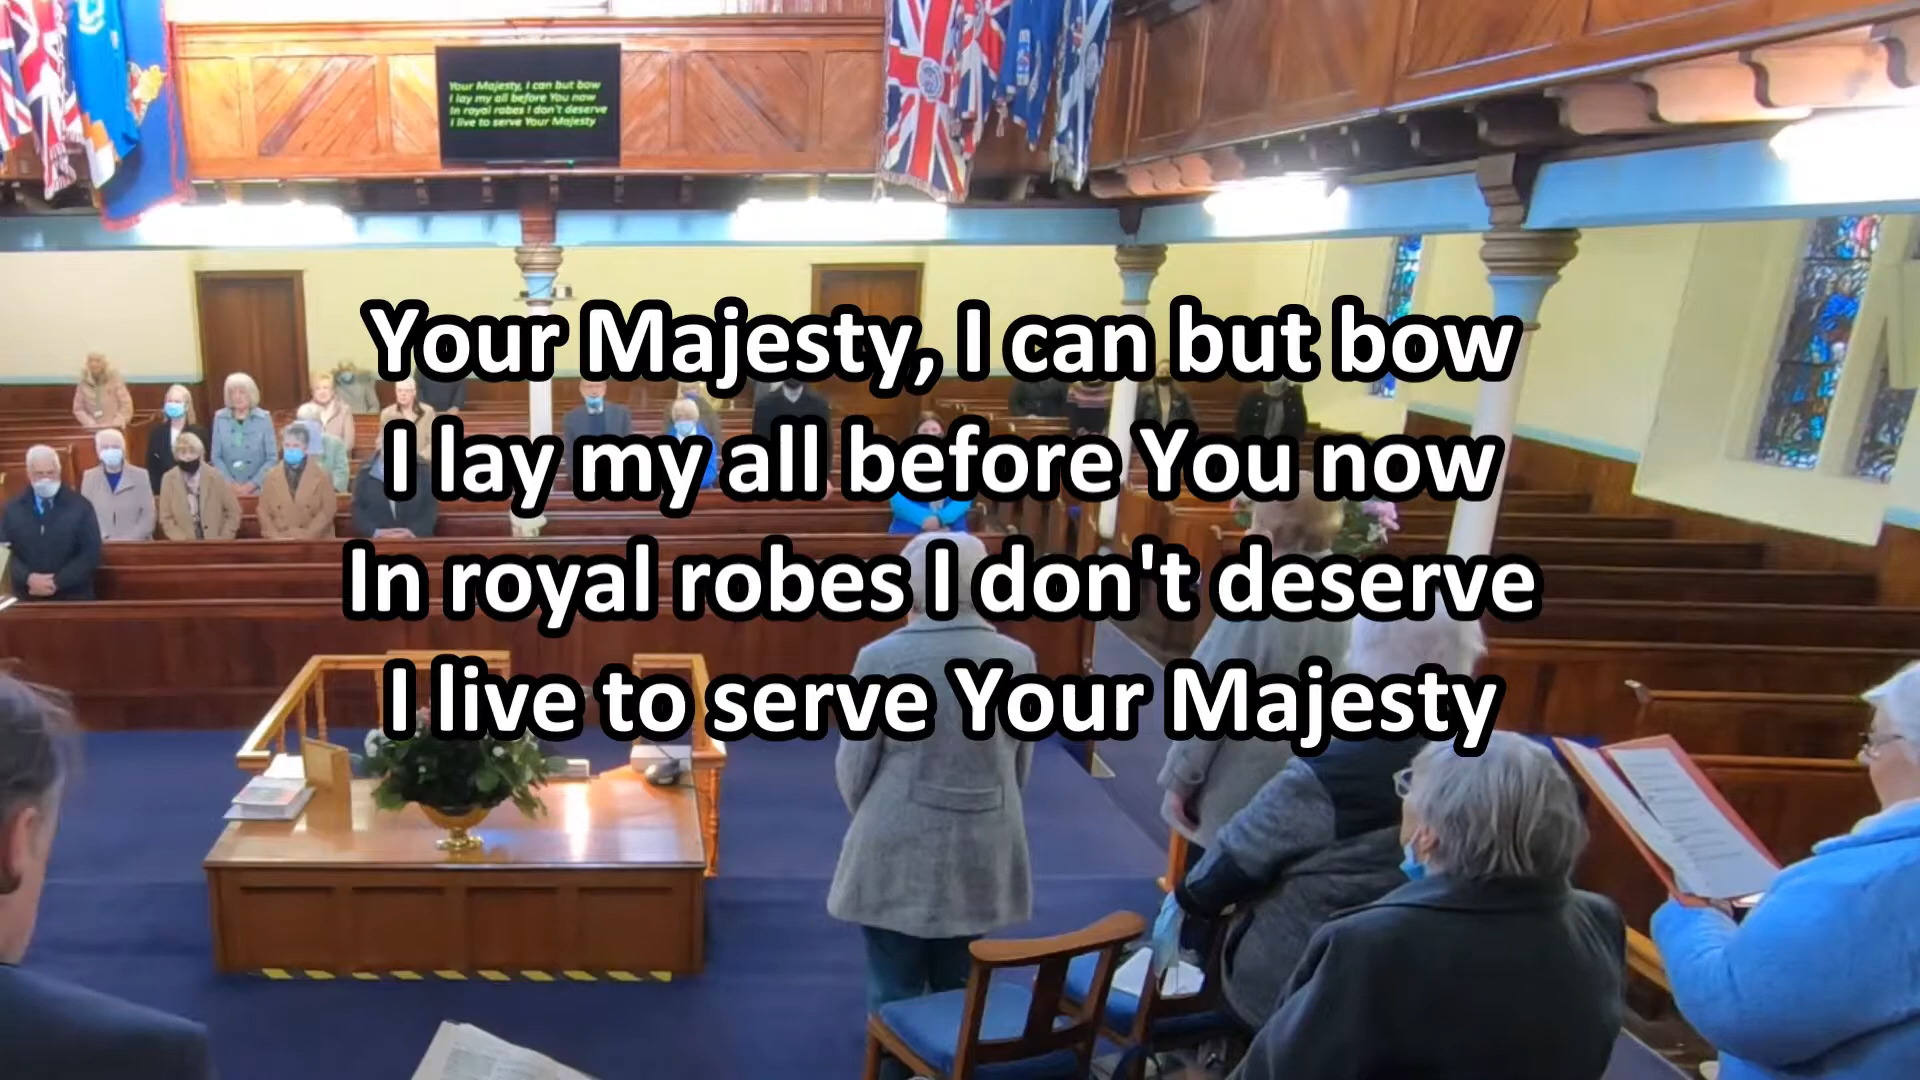 Your Majesty, I can but bow
I lay my all before You now
In royal robes I don't deserve
I live to serve Your Majesty
Your Majesty, I can but bow
I lay my all before You now
In royal robes I don't deserve
I live to serve Your Majesty